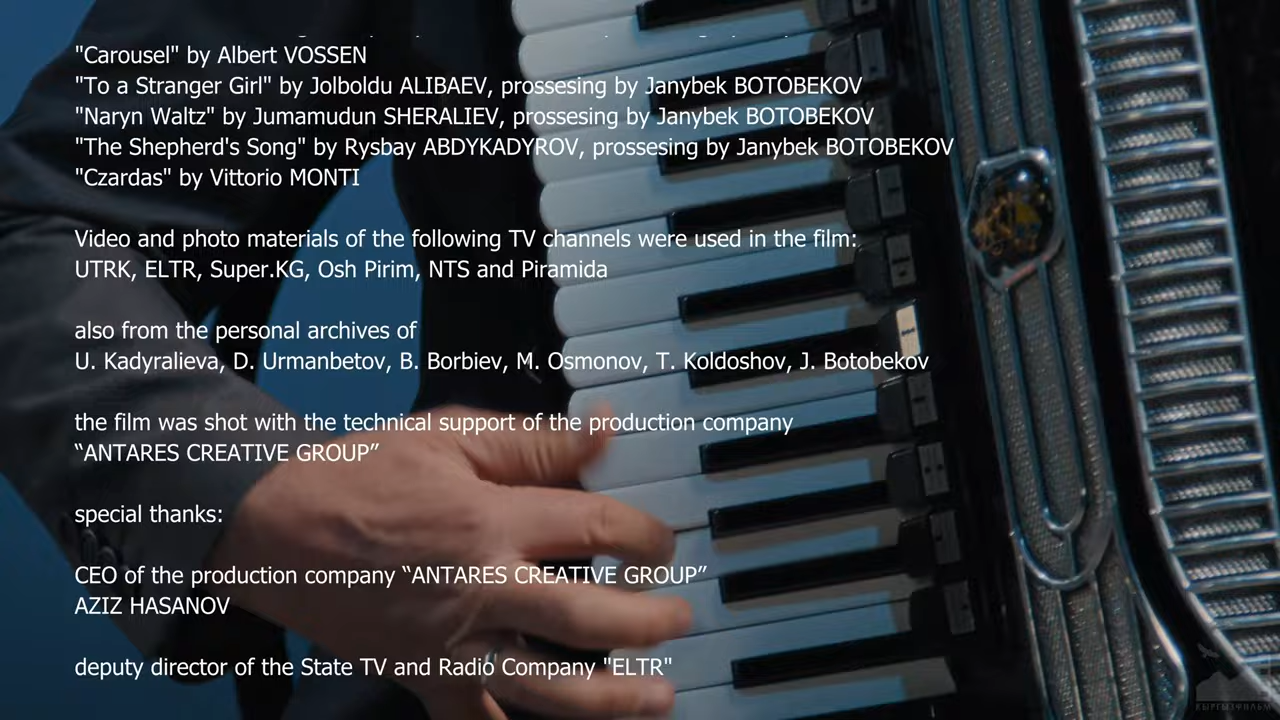 "Carousel" by Albert VOSSEN
"To a Stranger Girl" by Jolboldu ALIBAEV, prossesing by Janybek BOTOBEKOV
"Naryn Waltz" by Jumamudun SHERALIEV, prossesing by Janybek BOTOBEKOV
"The Shepherd's Song" by Rysbay ABDYKADYROV, prossesing by Janybek BOTOBEKOV
"Czardas" by Vittorio MONTI
Video and photo materials of the following TV channels were used in the film:
UTRK, ELTR, Super.KG, Osh Pirim, NTS and Piramida
also from the personal archives of
U. Kadyralieva, D. Urmanbetov, B. Borbiev, M. Osmonov, T. Koldoshov, J. Botobekov
the film was shot with the technical support of the production company
“ANTARES CREATIVE GROUP”
special thanks:
CEO of the production company “ANTARES CREATIVE GROUP”
AZIZ HASANOV
deputy director of the State TV and Radio Company "ELTR"
КЫРГЫЗФИЛЬМ